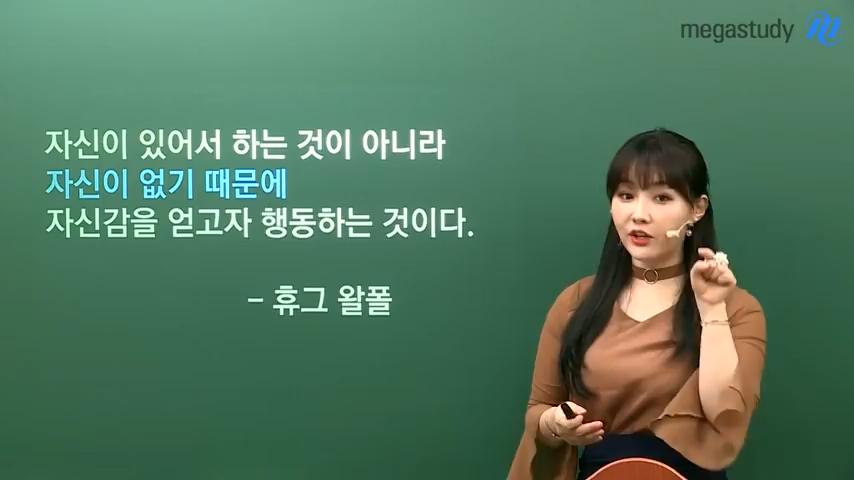 megastudy
자신이 있어서 하는 것이 아니라
자신이 없기 때문에
자신감을 얻고자 행동하는 것이다.
- 휴그 왈폴